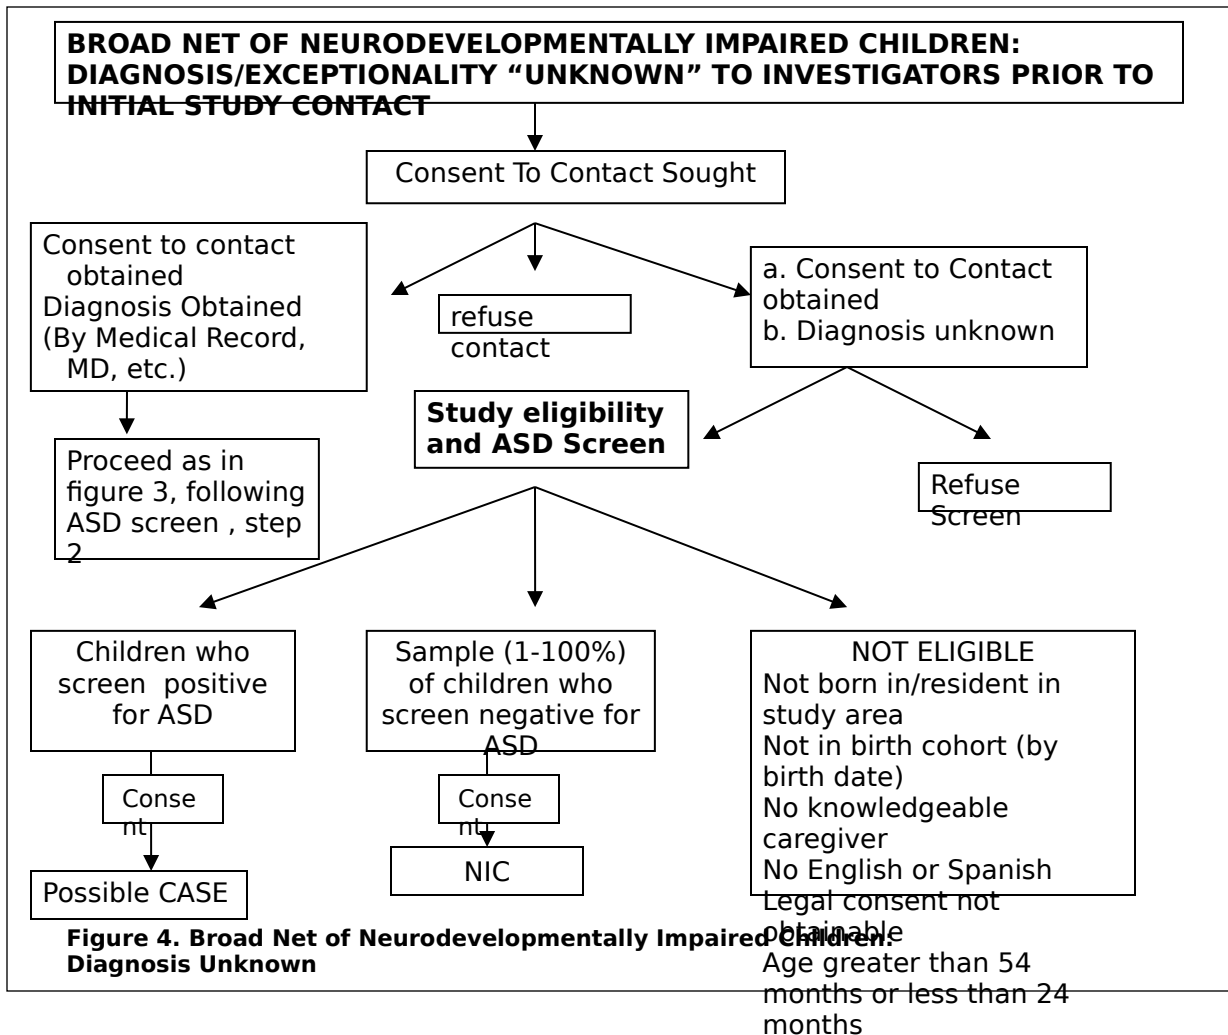 BROAD NET OF NEURODEVELOPMENTALLY IMPAIRED CHILDREN:
DIAGNOSIS/EXCEPTIONALITY “UNKNOWN” TO INVESTIGATORS PRIOR TO
INITIAL STUDY CONTACT
Consent To Contact Sought
Consent to contact
obtained
Diagnosis Obtained
(By Medical Record,
MD, etc.)
refuse
contact
a. Consent to Contact
obtained
b. Diagnosis unknown
Study eligibility
and ASD Screen
Proceed as in
figure 3, following
ASD screen , step
2
Refuse
Screen
Children who
screen  positive
for ASD
Sample (1-100%)
of children who
screen negative for
ASD
NOT ELIGIBLE
Not born in/resident in
study area
Not in birth cohort (by
birth date)
No knowledgeable
caregiver
No English or Spanish
Legal consent not
obtainable
Age greater than 54
months or less than 24
months
Conse
nt
Conse
nt
Possible CASE
NIC
Figure 4. Broad Net of Neurodevelopmentally Impaired Children:
Diagnosis Unknown